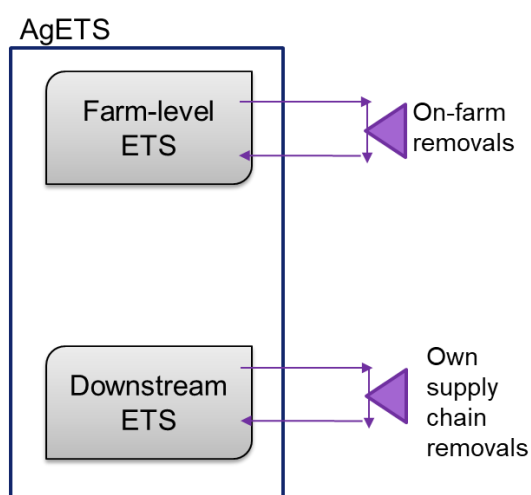 AgETS
Farm-level
ETS
On-farm
removals
Downstream
ETS
Own
supply
chain
removals